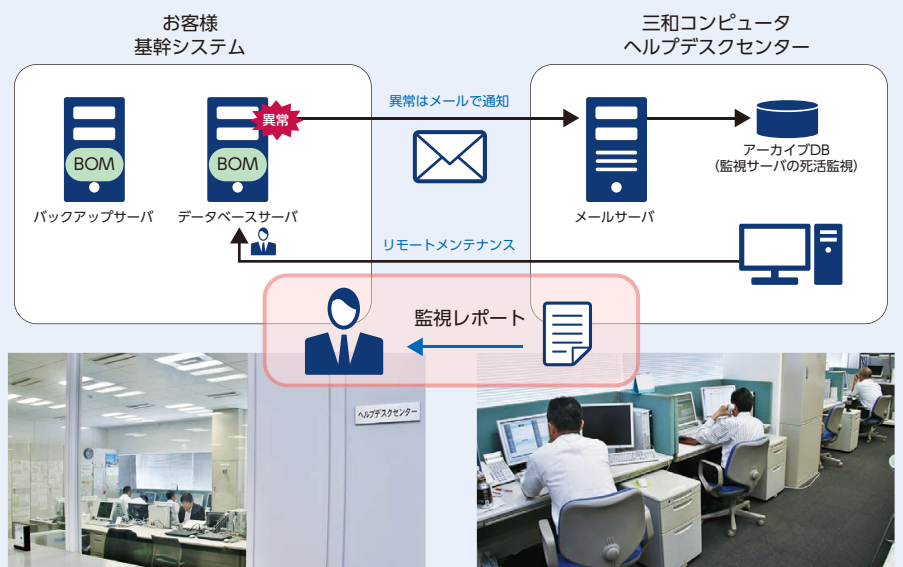 お客様
基幹システム
三和コンピュータ
ヘルプデスクセンター
異常はメールで通知
異常
BOM
BOM
バックアップサーバ
データベースサーバ
メールサーバ
アーカイブDB
（監視サーバの死活監視）
リモートメンテナンス
監視レポート
ヘルプデスクセンター